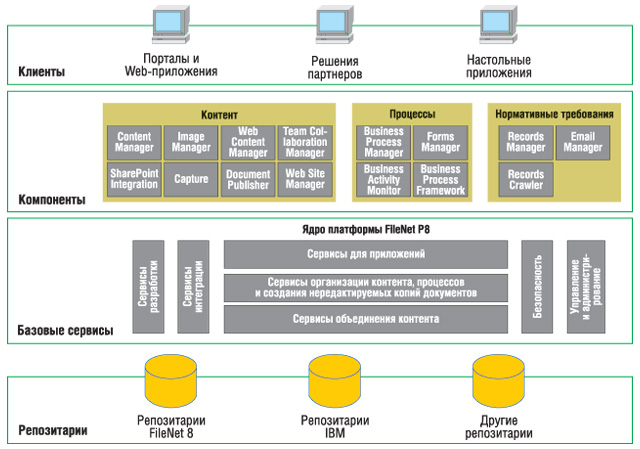 Порталы и
Web-приложения
Решения
партнеров
Настольные
приложения
Клиенты
Контент
Content
Manager
Image
Manager
Web
Content
Manager
Team Col-
laboration
Manager
SharePoint
Integration
Capture
Document
Publisher
Web Site
Manager
Процессы
Business
Process
Manager
Forms
Manager
Business
Activity
Monitor
Business
Process
Framework
Нормативные требования
Records
Manager
Email
Manager
Records
Crawler
Компоненты
Ядро платформы FileNet P8
Сервисы
разработки
Сервисы
интеграции
Сервисы для приложений
Сервисы организации контента, процессов
и создания нередактируемых копий документов
Сервисы объединения контента
Безопасность
Управление
и администри-
рование
Базовые сервисы
Репозитарии
FileNet 8
Репозитарии
IBM
Другие
репозитарии
Репозитарии